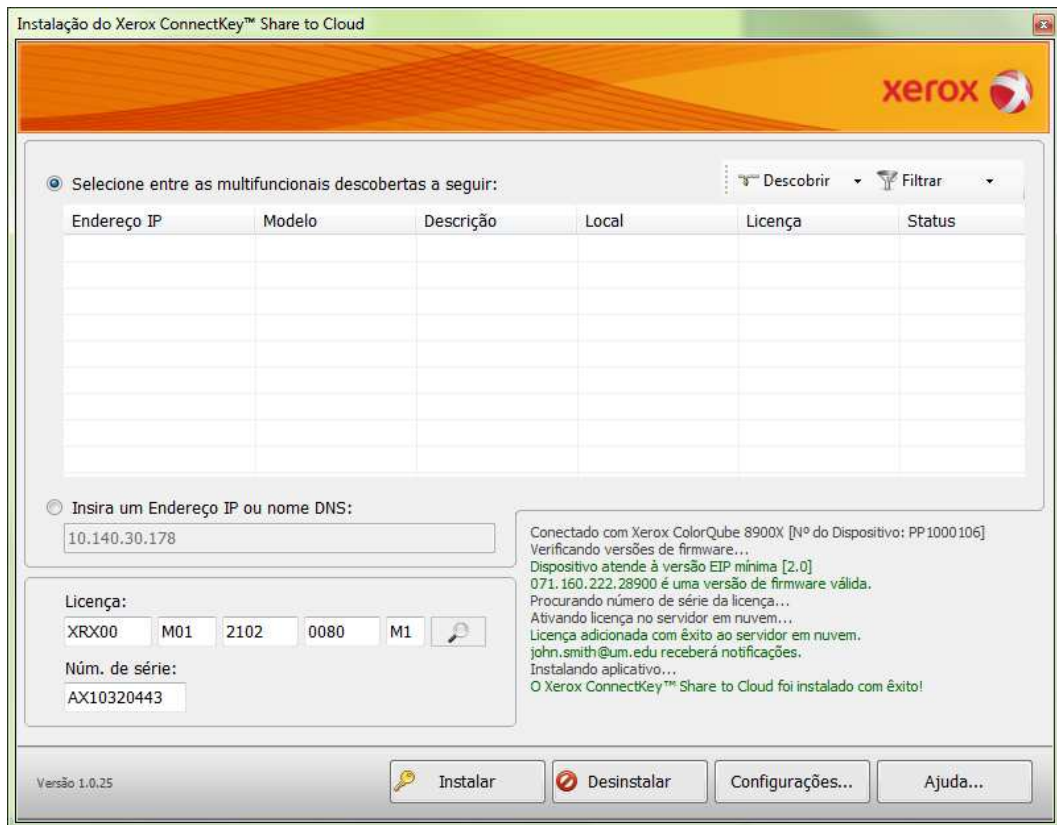 Instalação do Xerox ConnectKey™ Share to Cloud
xerox
Selecione entre as multifuncionais descobertas a seguir:
Descobrir
Filtrar
Endereço IP Modelo Descrição Local Licença Status
Insira um Endereço IP ou nome DNS:
10.140.30.178
Licença:
XRX00 M01 2102 0080 M1
Núm. de série:
AX10320443
Conectado com Xerox ColorQube 8900X [Nº do Dispositivo: PP1000106]
Verificando versões de firmware...
Dispositivo atende à versão EIP mínima [2.0]
071.160.222.28900 é uma versão de firmware válida.
Procurando número de série da licença...
Ativando licença no servidor em nuvem...
Licença adicionada com êxito ao servidor em nuvem.
john.smith@um.edu receberá notificações.
Instalando aplicativo...
O Xerox ConnectKey™ Share to Cloud foi instalado com êxito!
Versão 1.0.25
Instalar
Desinstalar
Configurações...
Ajuda...